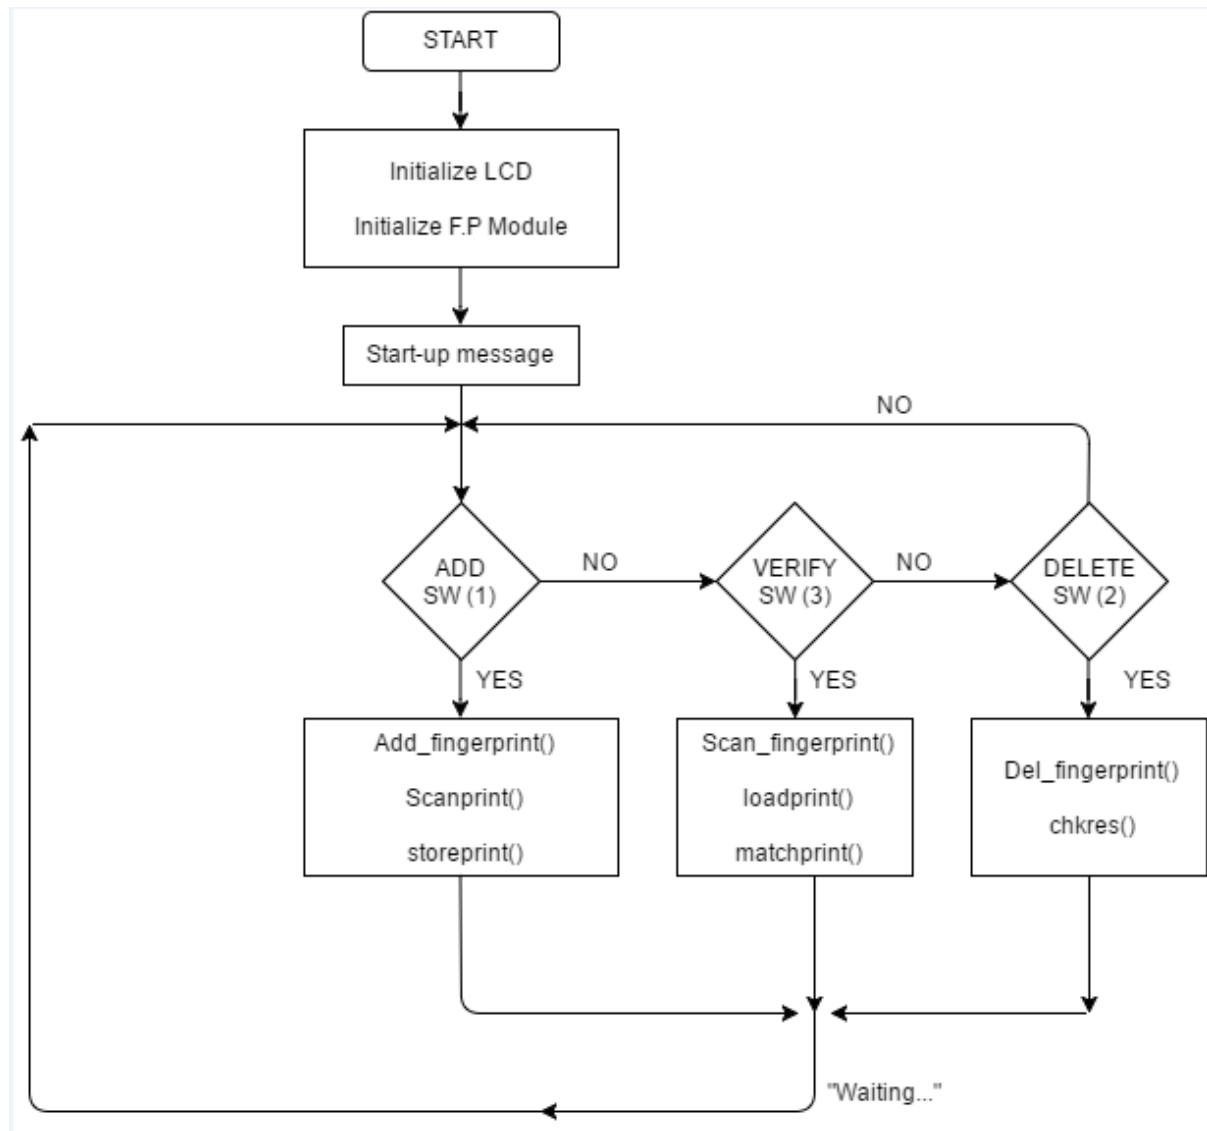 START
Initialize LCD
Initialize F.P Module
Start-up message
NO
ADD
SW (1)
NO
VERIFY
SW (3)
NO
DELETE
SW (2)
YES
YES
YES
Add_fingerprint()
Scanprint()
storeprint()
Scan_fingerprint()
loadprint()
matchprint()
Del_fingerprint()
chkres()
"Waiting..."